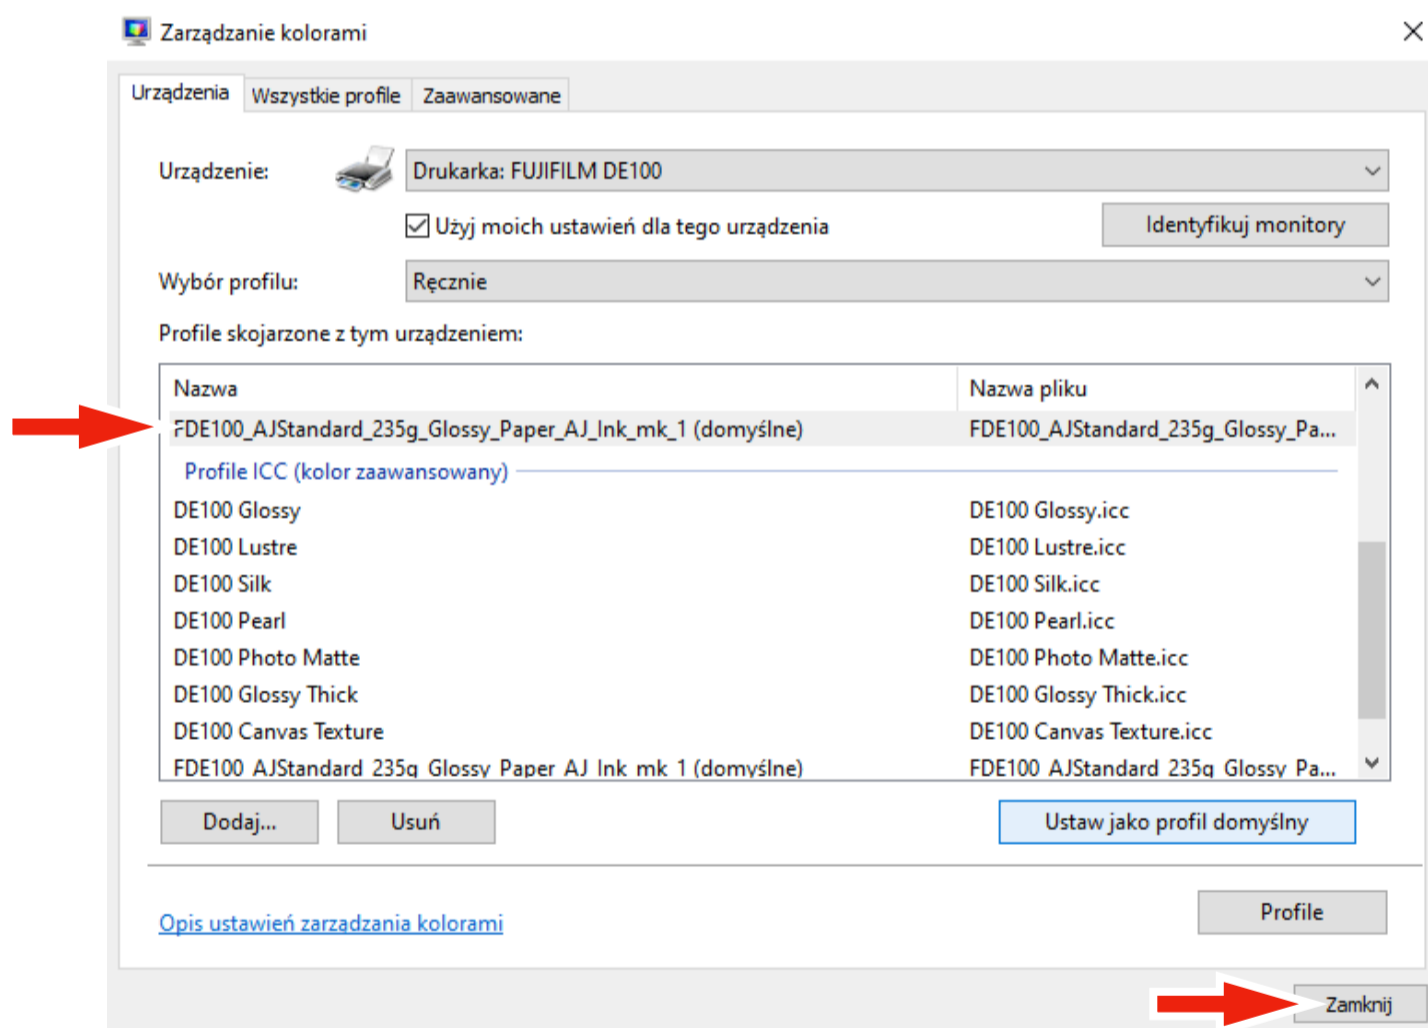 Zarządzanie kolorami
Urządzenia Wszystkie profile Zaawansowane
Urządzenie: Drukarka: FUJIFILM DE100
Użyj moich ustawień dla tego urządzenia Identyfikuj monitory
Wybór profilu: Ręcznie
Profile skojarzone z tym urządzeniem:
Nazwa Nazwa pliku
FDE100_AJStandard_235g_Glossy_Paper_AJ_Ink_mk_1 (domyślne) FDE100_AJStandard_235g_Glossy_Pa...
Profile ICC (kolor zaawansowany)
DE100 Glossy DE100 Glossy.icc
DE100 Lustre DE100 Lustre.icc
DE100 Silk DE100 Silk.icc
DE100 Pearl DE100 Pearl.icc
DE100 Photo Matte DE100 Photo Matte.icc
DE100 Glossy Thick DE100 Glossy Thick.icc
DE100 Canvas Texture DE100 Canvas Texture.icc
FDE100_AJStandard_235g_Glossy_Paper_AJ_Ink_mk_1 (domyślne) FDE100_AJStandard_235g_Glossy_Pa...
Dodaj... Usuń Ustaw jako profil domyślny
Opis ustawień zarządzania kolorami Profile
Zamknij